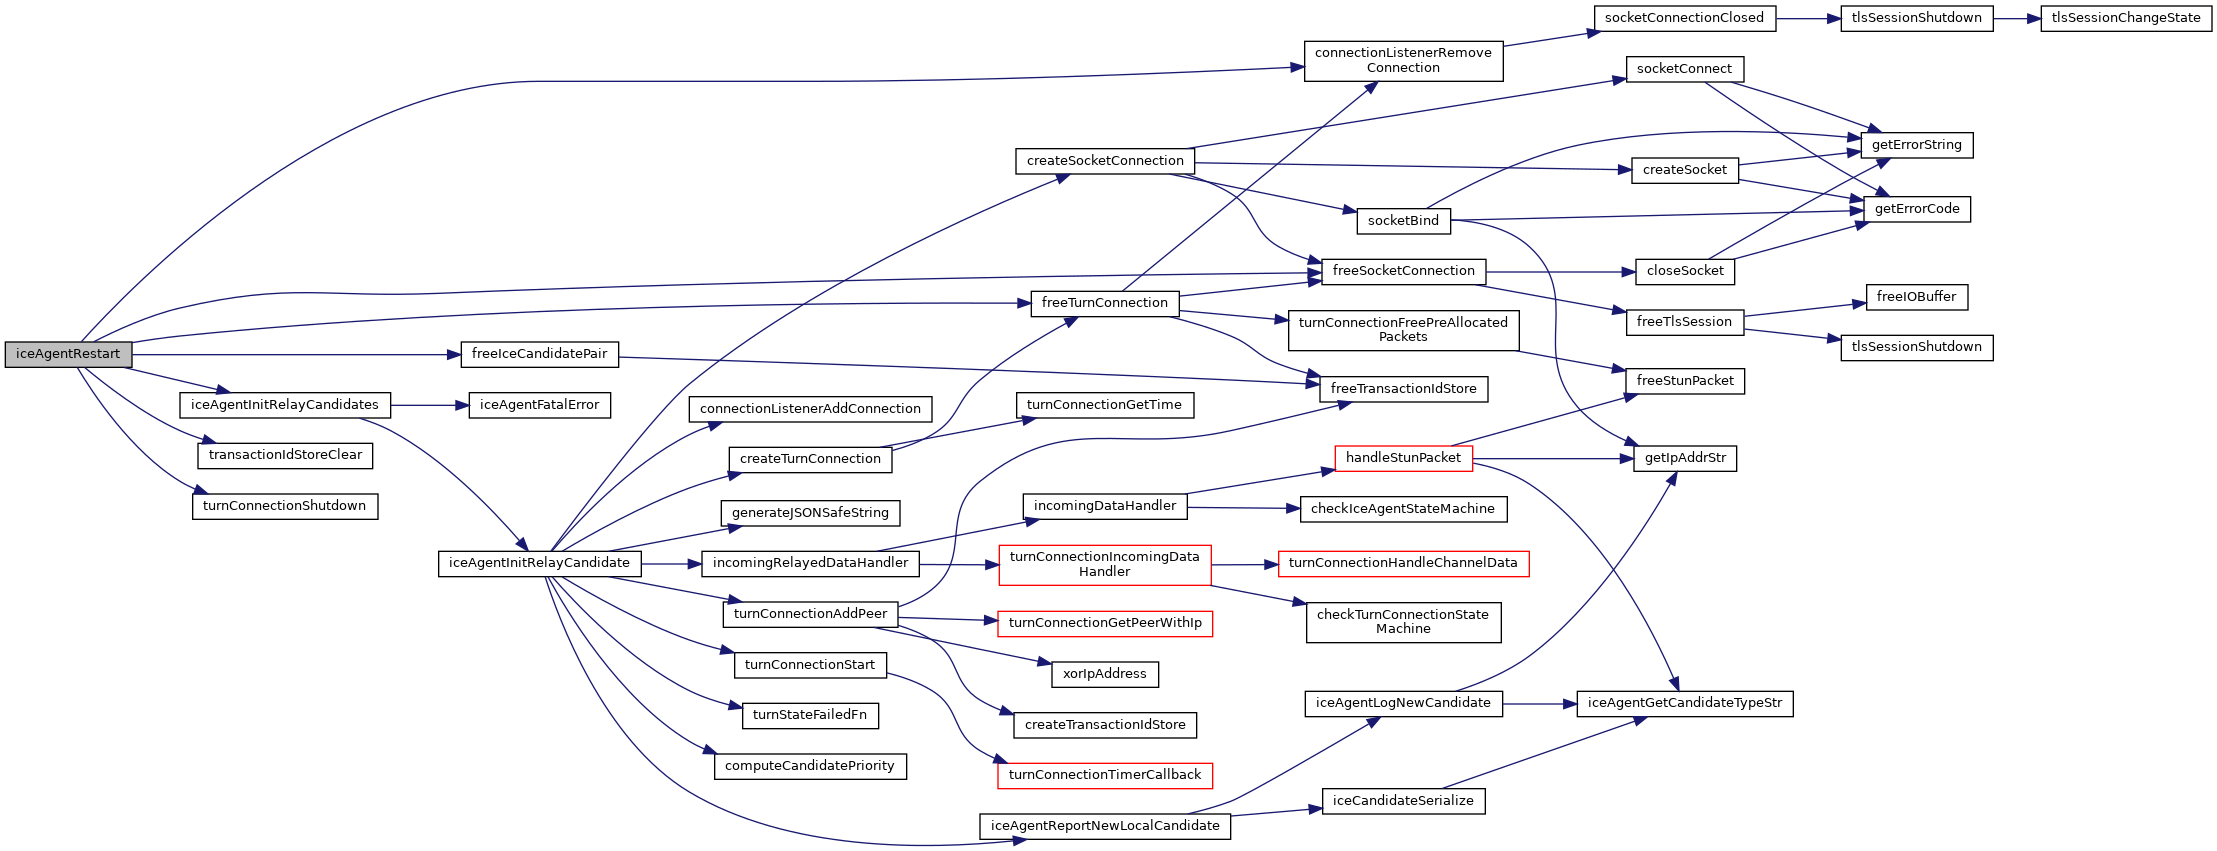 iceAgentRestart
iceAgentInitRelayCandidates
transactionIdStoreClear
turnConnectionShutdown
freeIceCandidatePair
iceAgentFatalError
iceAgentInitRelayCandidate
connectionListenerAddConnection
createTurnConnection
generateJSONSafeString
incomingRelayedDataHandler
turnConnectionAddPeer
turnConnectionStart
turnStateFailedFn
computeCandidatePriority
createSocketConnection
freeTurnConnection
turnConnectionGetTime
incomingDataHandler
turnConnectionIncomingData
Handler
turnConnectionGetPeerWithIp
xorIpAddress
createTransactionIdStore
turnConnectionTimerCallback
iceAgentReportNewLocalCandidate
connectionListenerRemove
Connection
socketBind
freeSocketConnection
turnConnectionFreePreAllocated
Packets
freeTransactionIdStore
handleStunPacket
checkIceAgentStateMachine
turnConnectionHandleChannelData
checkTurnConnectionState
Machine
iceAgentLogNewCandidate
iceCandidateSerialize
socketConnectionClosed
socketConnect
createSocket
closeSocket
freeTlsSession
freeStunPacket
getIpAddrStr
iceAgentGetCandidateTypeStr
tlsSessionShutdown
getErrorString
getErrorCode
freeIOBuffer
tlsSessionShutdown
tlsSessionChangeState